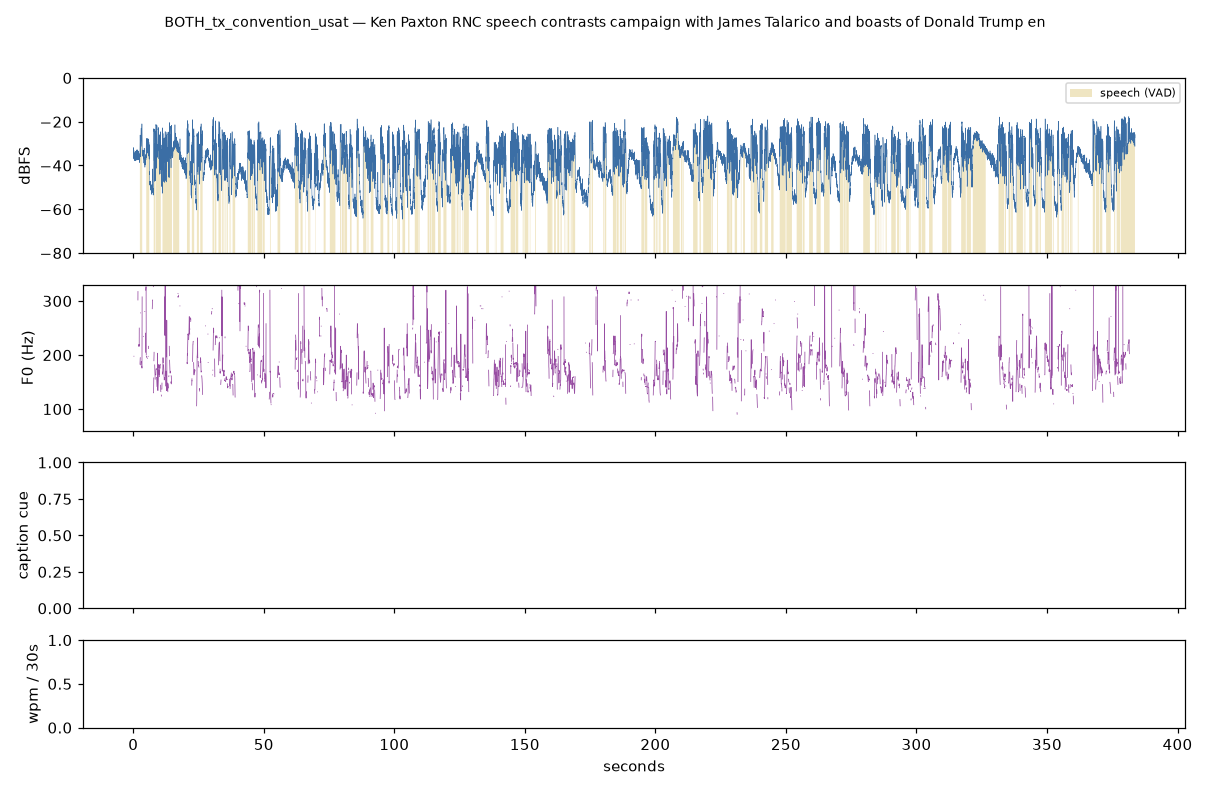 BOTH_tx_convention_usat — Ken Paxton RNC speech contrasts campaign with James Talarico and boasts of Donald Trump en
0
−20
−40
−60
−80
dBFS
speech (VAD)
300
200
100
F0 (Hz)
1.00
0.75
0.50
0.25
0.00
caption cue
1.0
0.5
0.0
wpm / 30s
0 50 100 150 200 250 300 350 400
seconds